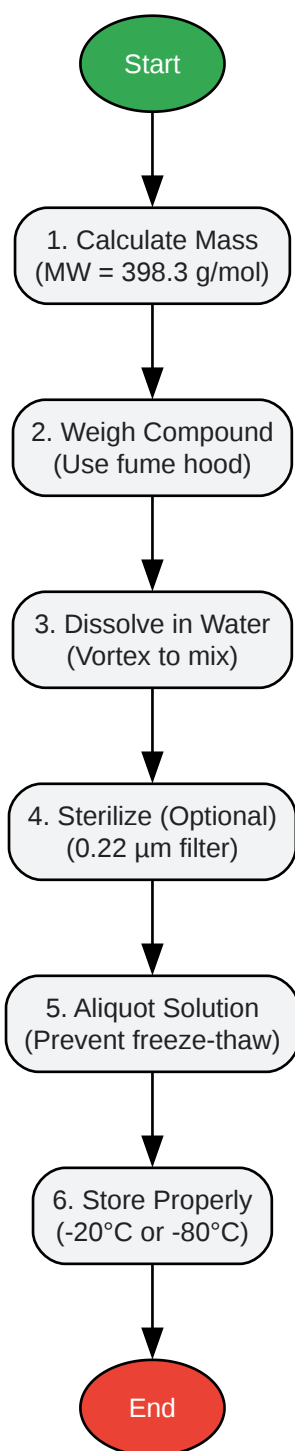 Start
1. Calculate Mass
(MW = 398.3 g/mol)
2. Weigh Compound
(Use fume hood)
3. Dissolve in Water
(Vortex to mix)
4. Sterilize (Optional)
(0.22 µm filter)
5. Aliquot Solution
(Prevent freeze-thaw)
6. Store Properly
(-20°C or -80°C)
End